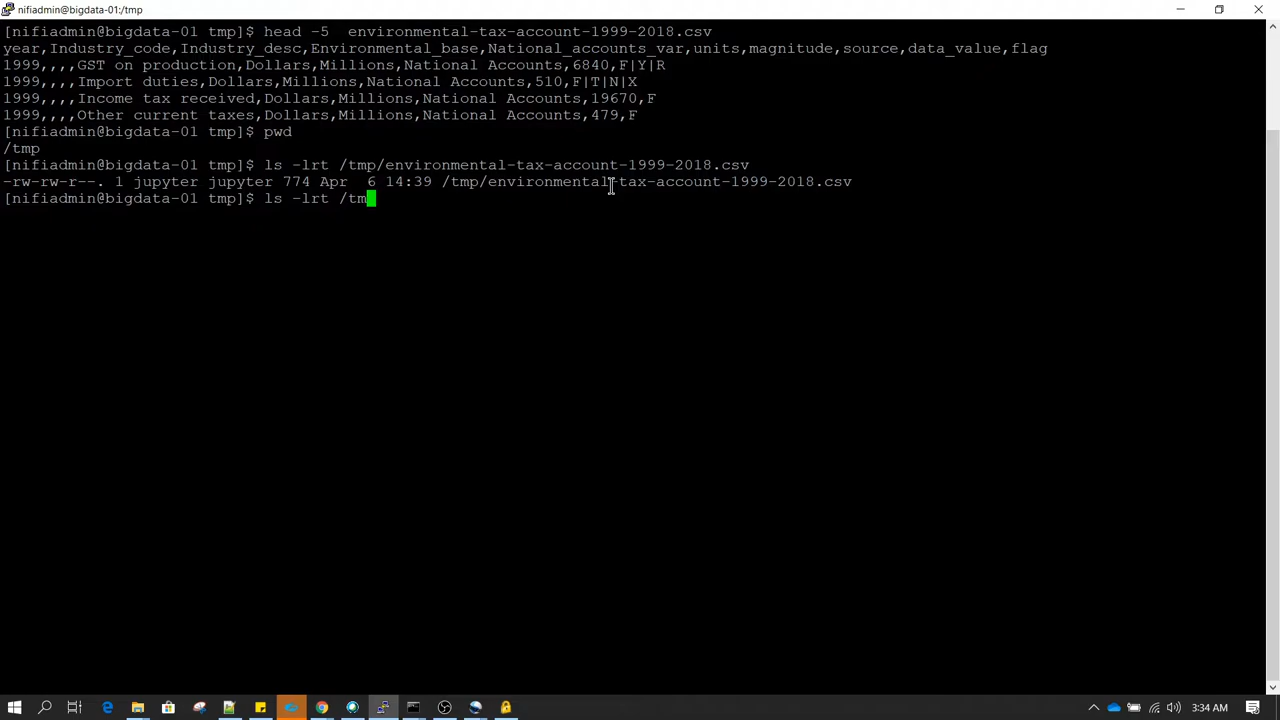 nifiadmin@bigdata-01:/tmp
[nifiadmin@bigdata-01 tmp]$ head -5  environmental-tax-account-1999-2018.csv
year,Industry_code,Industry_desc,Environmental_base,National_accounts_var,units,magnitude,source,data_value,flag
1999,,,,GST on production,Dollars,Millions,National Accounts,6840,F|Y|R
1999,,,,Import duties,Dollars,Millions,National Accounts,510,F|T|N|X
1999,,,,Income tax received,Dollars,Millions,National Accounts,19670,F
1999,,,,Other current taxes,Dollars,Millions,National Accounts,479,F
[nifiadmin@bigdata-01 tmp]$ pwd
/tmp
[nifiadmin@bigdata-01 tmp]$ ls -lrt /tmp/environmental-tax-account-1999-2018.csv
-rw-rw-r--. 1 jupyter jupyter 774 Apr  6 14:39 /tmp/environmental-tax-account-1999-2018.csv
[nifiadmin@bigdata-01 tmp]$ ls -lrt /tm
3:34 AM